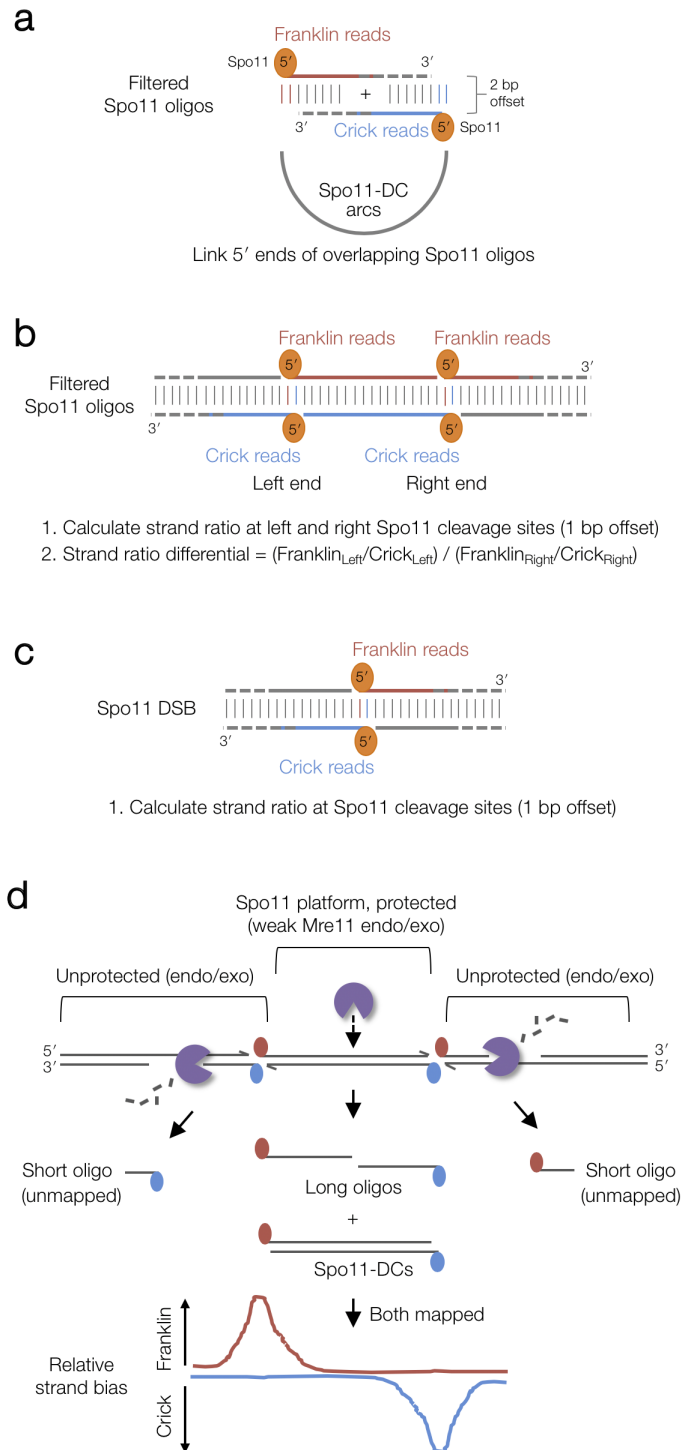 a
Franklin reads
Spo11
5′
3′
Filtered
Spo11 oligos
+
2 bp
offset
3′
Crick reads
5′
Spo11
Spo11-DC
arcs
Link 5′ ends of overlapping Spo11 oligos
b
Franklin reads
Franklin reads
5′
5′
3′
Filtered
Spo11 oligos
3′
5′
5′
Crick reads
Crick reads
Left end
Right end
1. Calculate strand ratio at left and right Spo11 cleavage sites (1 bp offset)
2. Strand ratio differential = (FranklinLeft/CrickLeft) / (FranklinRight/CrickRight)
c
Franklin reads
5′
3′
Spo11 DSB
3′
5′
Crick reads
1. Calculate strand ratio at Spo11 cleavage sites (1 bp offset)
d
Spo11 platform, protected
(weak Mre11 endo/exo)
Unprotected (endo/exo)
Unprotected (endo/exo)
5′
3′
3′
5′
Short oligo
(unmapped)
Long oligos
Short oligo
(unmapped)
+
Spo11-DCs
Both mapped
Relative
strand bias
Franklin
Crick